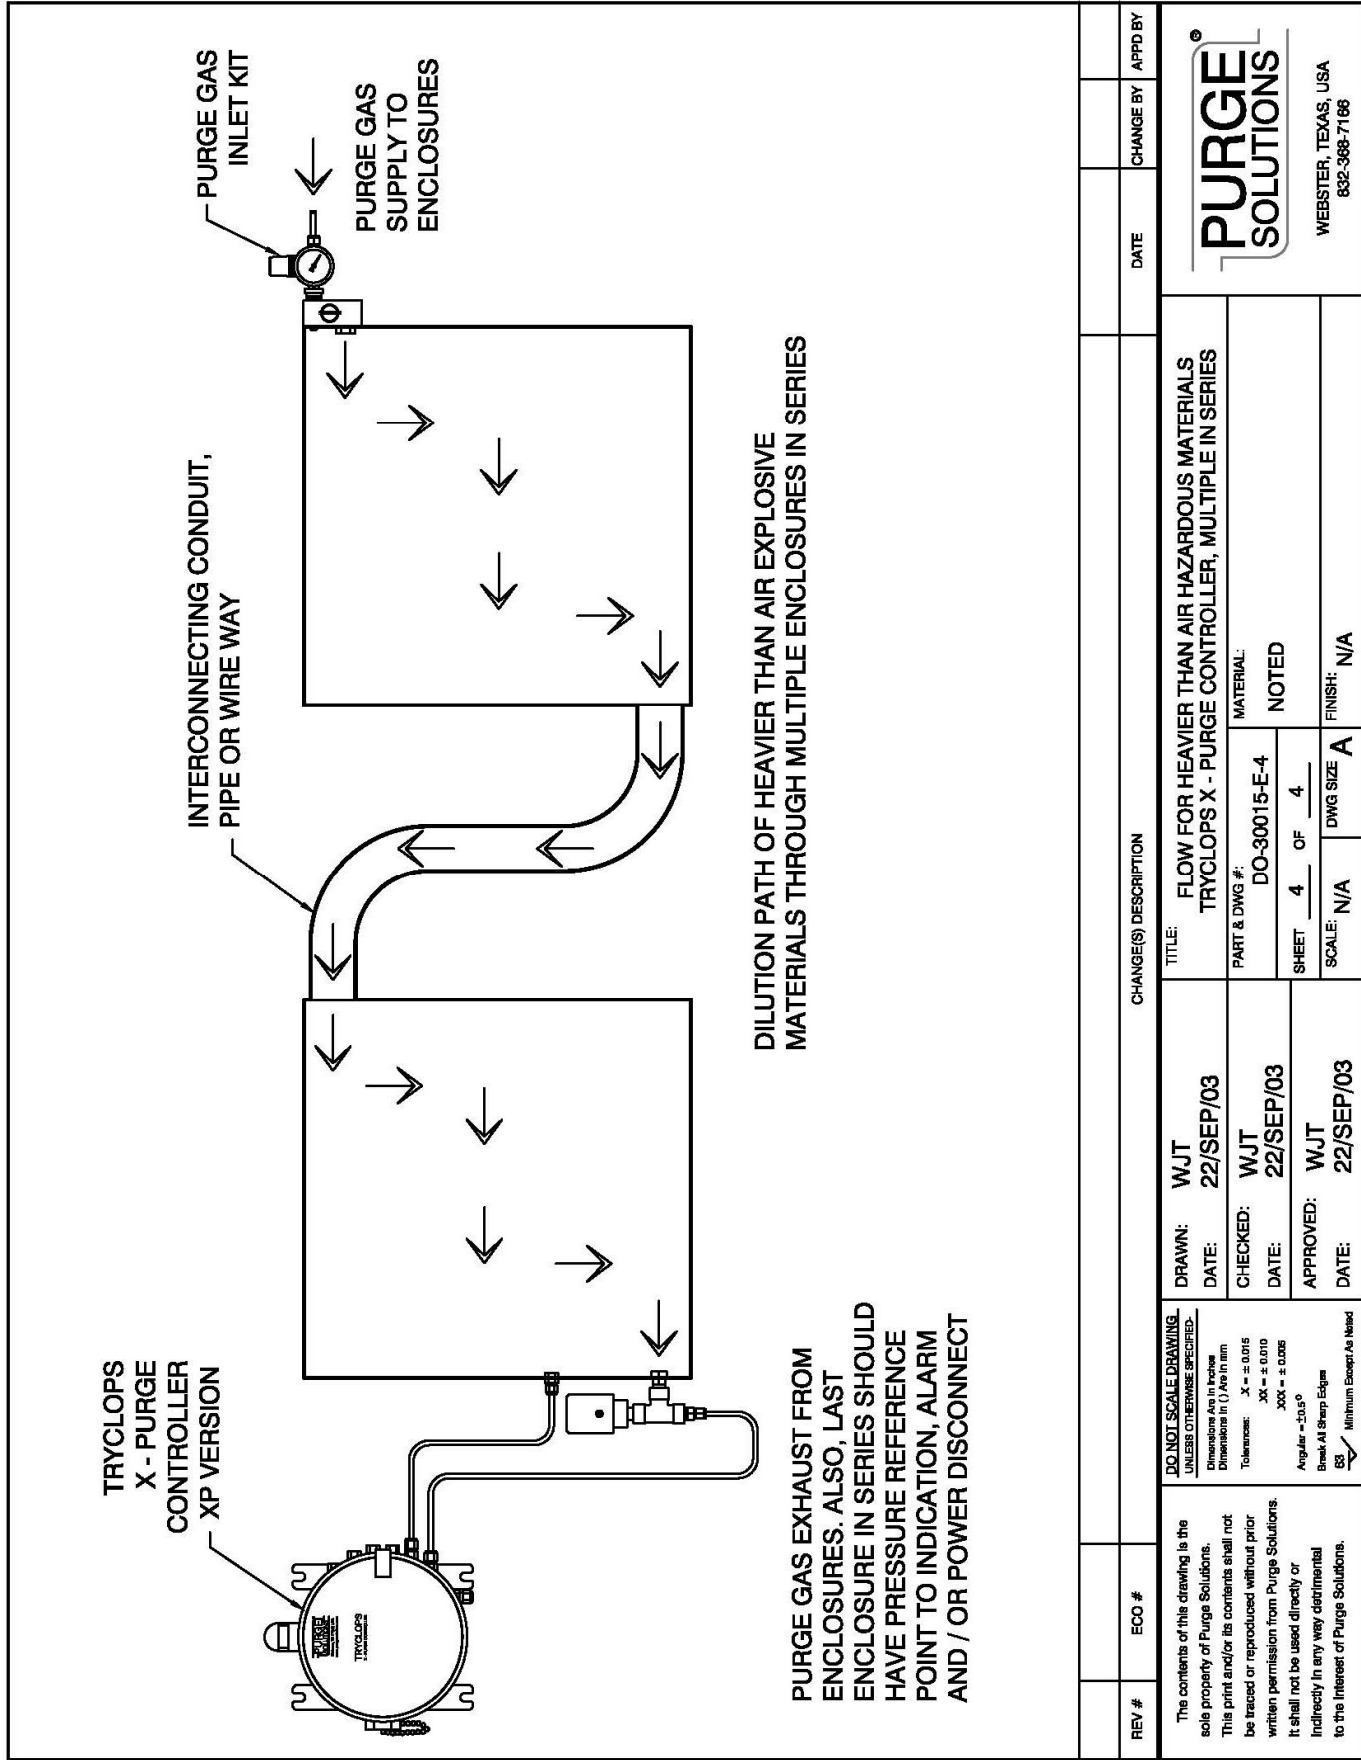 TRYCLOPS
X - PURGE
CONTROLLER
XP VERSION
INTERCONNECTING CONDUIT,
PIPE OR WIRE WAY
PURGE GAS
INLET KIT
PURGE GAS
SUPPLY TO
ENCLOSURES
TRYCLOPS
PURGE GAS EXHAUST FROM
ENCLOSURES. ALSO, LAST
ENCLOSURE IN SERIES SHOULD
HAVE PRESSURE REFERENCE
POINT TO INDICATION, ALARM
AND / OR POWER DISCONNECT
DILUTION PATH OF HEAVIER THAN AIR EXPLOSIVE
MATERIALS THROUGH MULTIPLE ENCLOSURES IN SERIES
REV # ECO # CHANGE(S) DESCRIPTION DATE CHANGE BY APPD BY
The contents of this drawing is the
sole property of Purge Solutions.
This print and/or its contents shall not
be traced or reproduced without prior
written permission from Purge Solutions.
It shall not be used directly or
indirectly in any way detrimental
to the interest of Purge Solutions.
DO NOT SCALE DRAWING
UNLESS OTHERWISE SPECIFIED-
Dimensions Are In Inches
Dimensions In ( ) Are In mm
Tolerances: .X = ± 0.015
.XX = ± 0.010
.XXX = ± 0.005
Angular = ±0.5°
Break All Sharp Edges
63 Minimum Except As Noted
DRAWN: WJT
DATE: 22/SEP/03
CHECKED: WJT
DATE: 22/SEP/03
APPROVED: WJT
DATE: 22/SEP/03
TITLE: FLOW FOR HEAVIER THAN AIR HAZARDOUS MATERIALS
TRYCLOPS X - PURGE CONTROLLER, MULTIPLE IN SERIES
PART & DWG #:
DO-30015-E-4
MATERIAL:
NOTED
SHEET 4 OF 4
SCALE: N/A
DWG SIZE A
FINISH: N/A
PURGE®
SOLUTIONS
WEBSTER, TEXAS, USA
832-368-7166